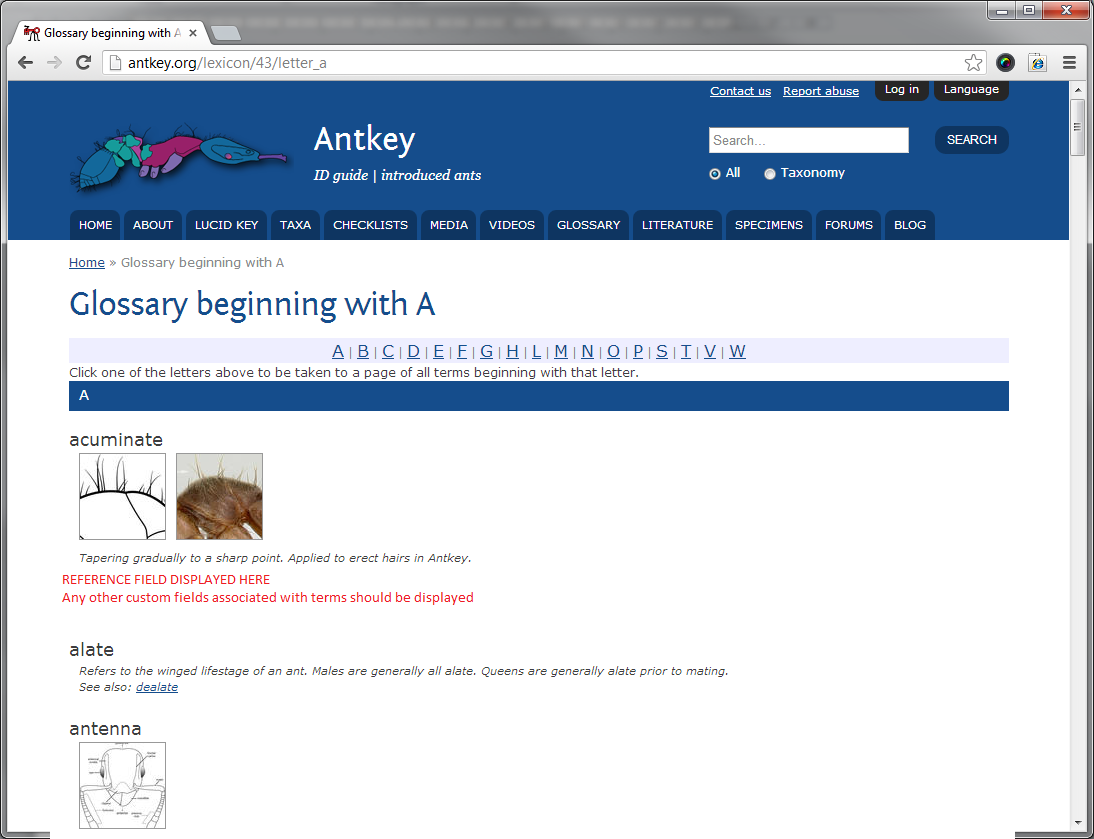 Glossary beginning with A
antkey.org/lexicon/43/letter_a
Contact us Report abuse Log in Language
Antkey
ID guide | introduced ants
Search... SEARCH
All Taxonomy
HOME ABOUT LUCID KEY TAXA CHECKLISTS MEDIA VIDEOS GLOSSARY LITERATURE SPECIMENS FORUMS BLOG
Home » Glossary beginning with A
Glossary beginning with A
A | B | C | D | E | F | G | H | L | M | N | O | P | S | T | V | W
Click one of the letters above to be taken to a page of all terms beginning with that letter.
A
acuminate
Tapering gradually to a sharp point. Applied to erect hairs in Antkey.
REFERENCE FIELD DISPLAYED HERE
Any other custom fields associated with terms should be displayed
alate
Refers to the winged lifestage of an ant. Males are generally all alate. Queens are generally alate prior to mating.
See also: dealate
antenna